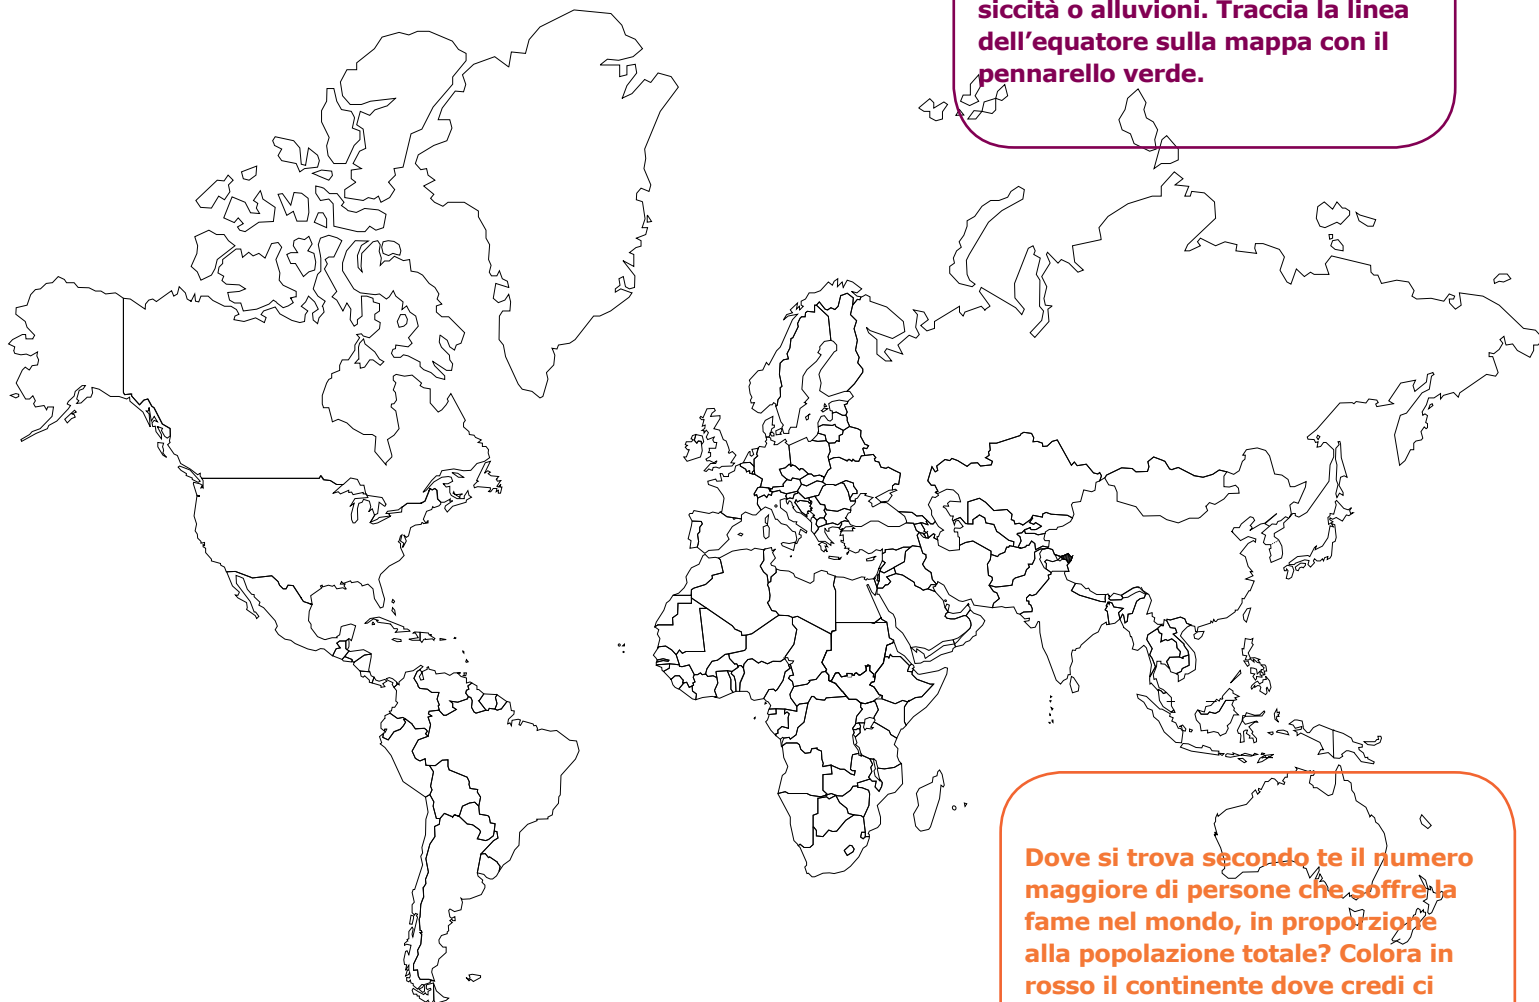 siccità o alluvioni. Traccia la linea
dell’equatore sulla mappa con il
pennarello verde.
Dove si trova secondo te il numero
maggiore di persone che soffre la
fame nel mondo, in proporzione
alla popolazione totale? Colora in
rosso il continente dove credi ci